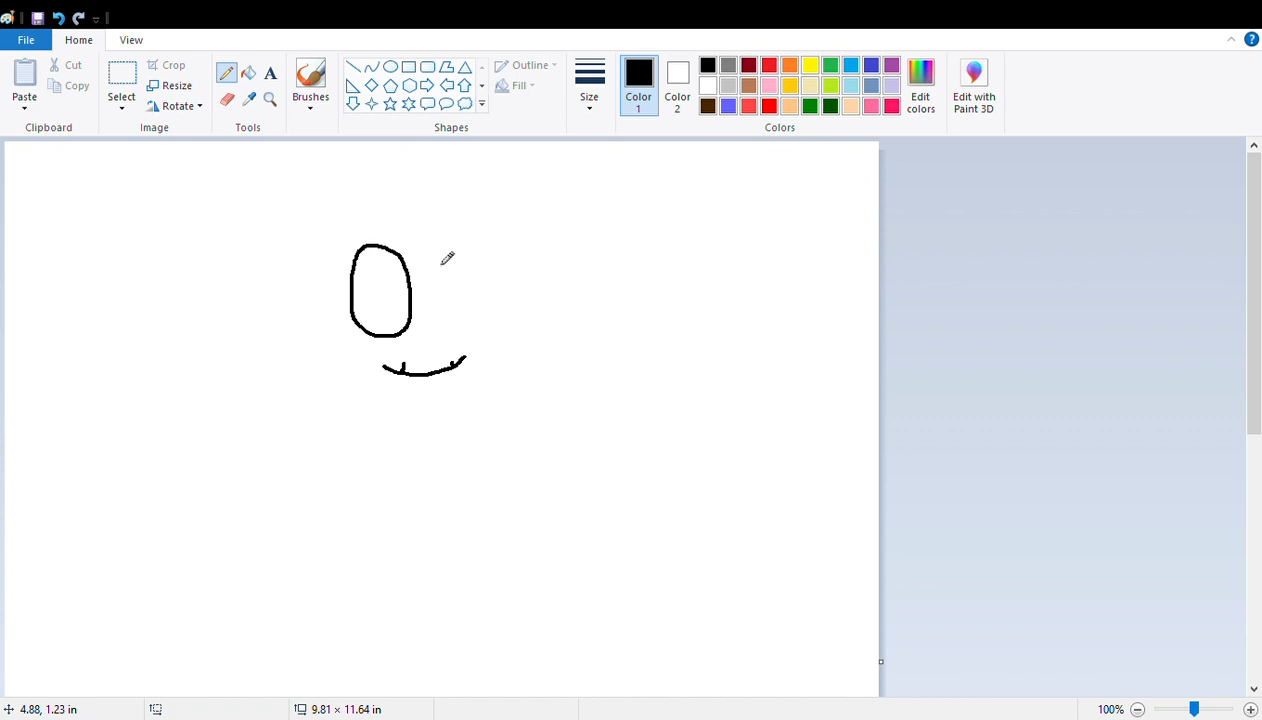 File Home View
Paste Cut Copy
Clipboard
Select Crop Resize Rotate
Image
A
Tools
Brushes
Outline Fill
Shapes
Size
Color 1
Color 2
Edit colors
Edit with Paint 3D
Colors
4.88, 1.23 in
9.81 × 11.64 in
100%